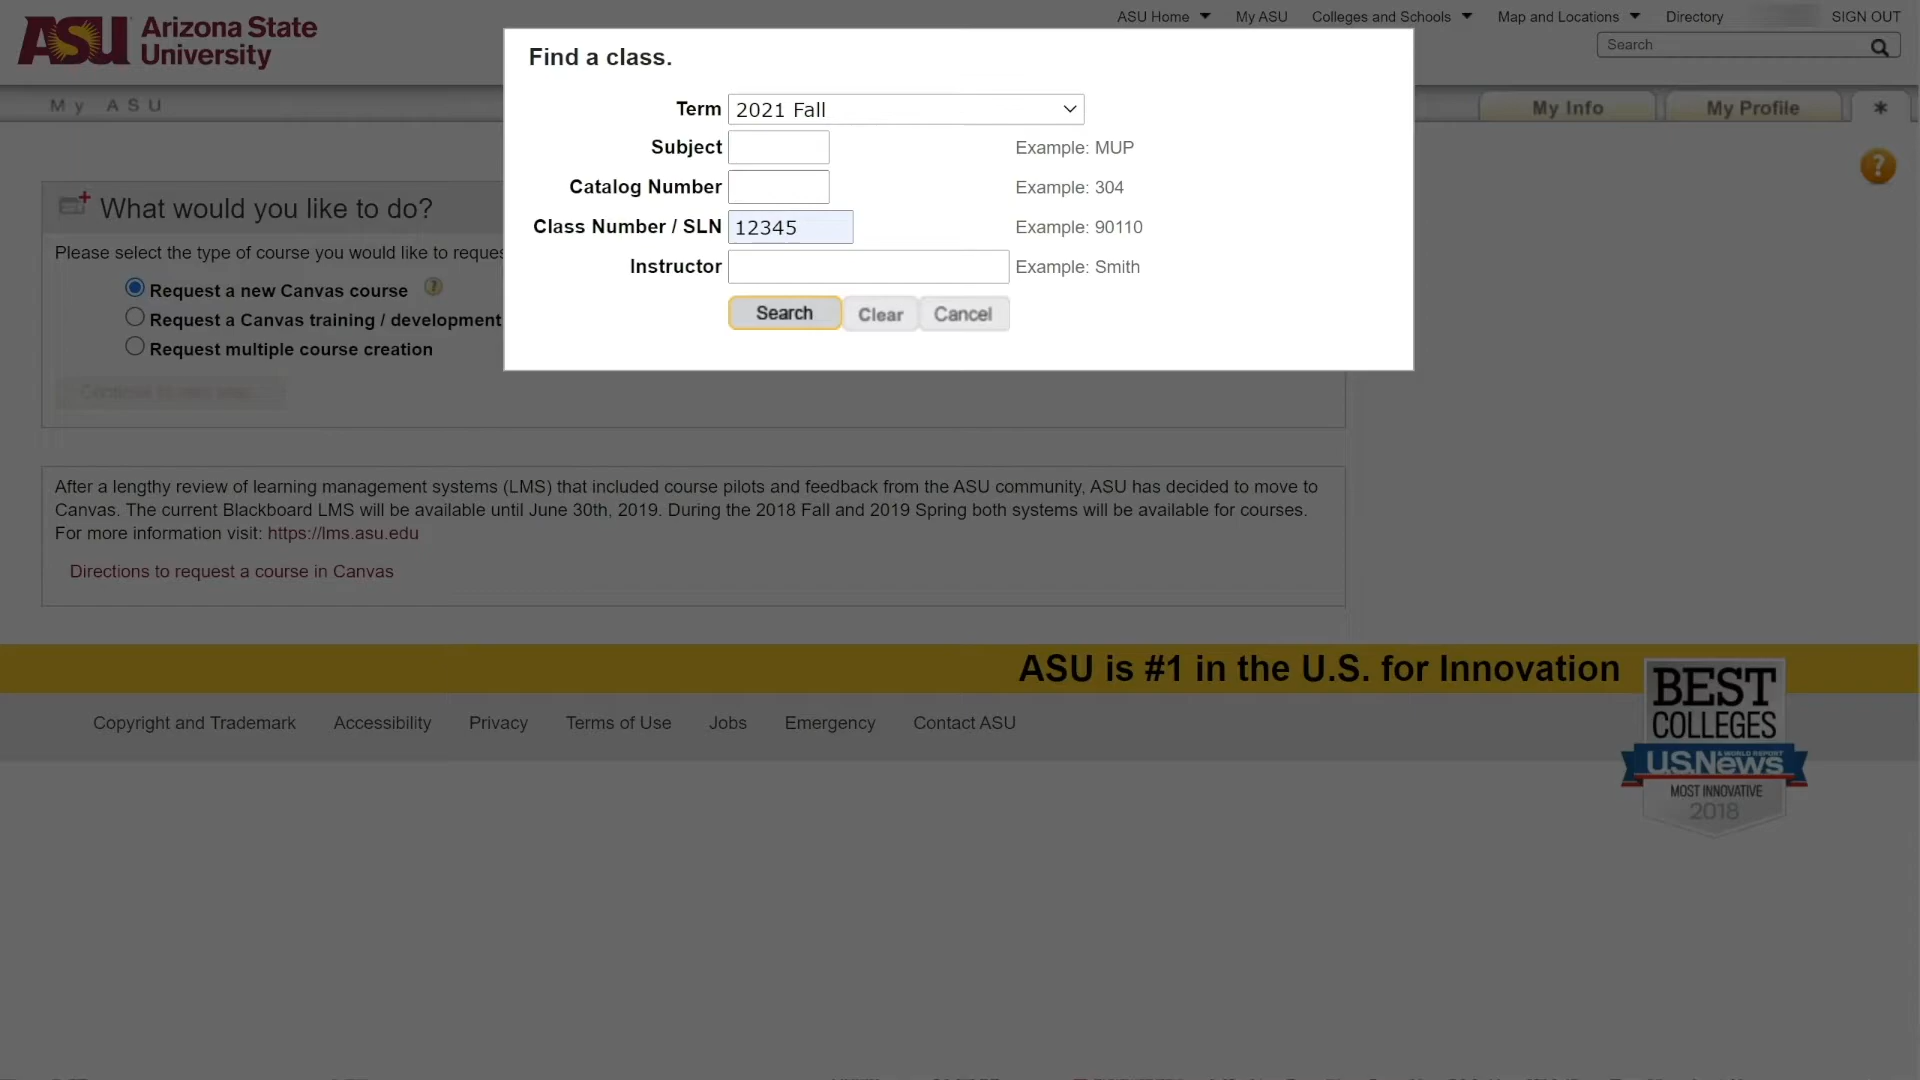 ASU Arizona State University
ASU Home
My ASU
Colleges and Schools
Map and Locations
Directory
SIGN OUT
Search
My ASU
My Info
My Profile
*
?
Find a class.
Term 2021 Fall
Subject Example: MUP
Catalog Number Example: 304
Class Number / SLN 12345 Example: 90110
Instructor Example: Smith
Search Clear Cancel
What would you like to do?
Please select the type of course you would like to reques
Request a new Canvas course ?
Request a Canvas training / development
Request multiple course creation
After a lengthy review of learning management systems (LMS) that included course pilots and feedback from the ASU community, ASU has decided to move to
Canvas. The current Blackboard LMS will be available until June 30th, 2019. During the 2018 Fall and 2019 Spring both systems will be available for courses.
For more information visit: https://lms.asu.edu
Directions to request a course in Canvas
ASU is #1 in the U.S. for Innovation
BEST
COLLEGES
U.S.News
& WORLD REPORT
MOST INNOVATIVE
2018
Copyright and Trademark Accessibility Privacy Terms of Use Jobs Emergency Contact ASU